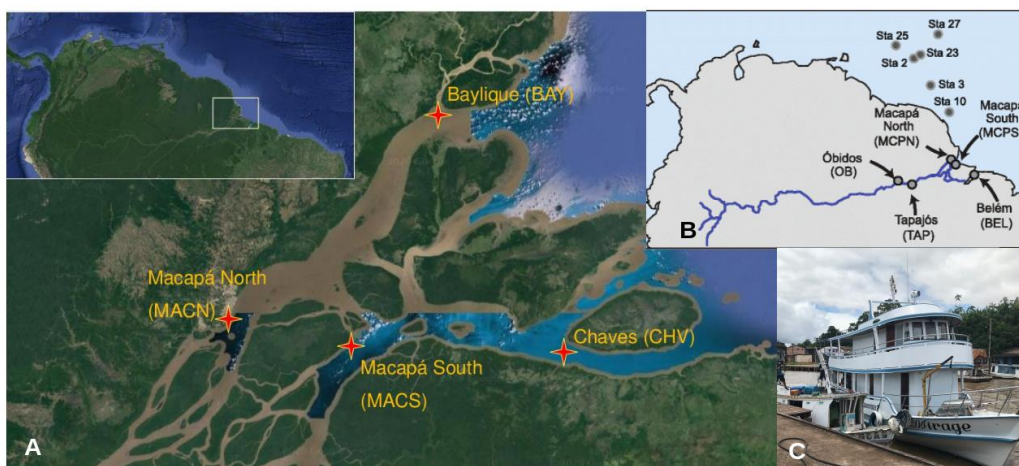 Baylique (BAY)
Macapá North
(MACN)
Macapá South
(MACS)
Chaves (CHV)
A
Sta 27
Sta 25
Sta 23
Sta 2
Sta 3
Sta 10
Macapá
North
(MCPN)
Macapá
South
(MCPS)
Óbidos
(OB)
Tapajós
(TAP)
Belém
(BEL)
B
C